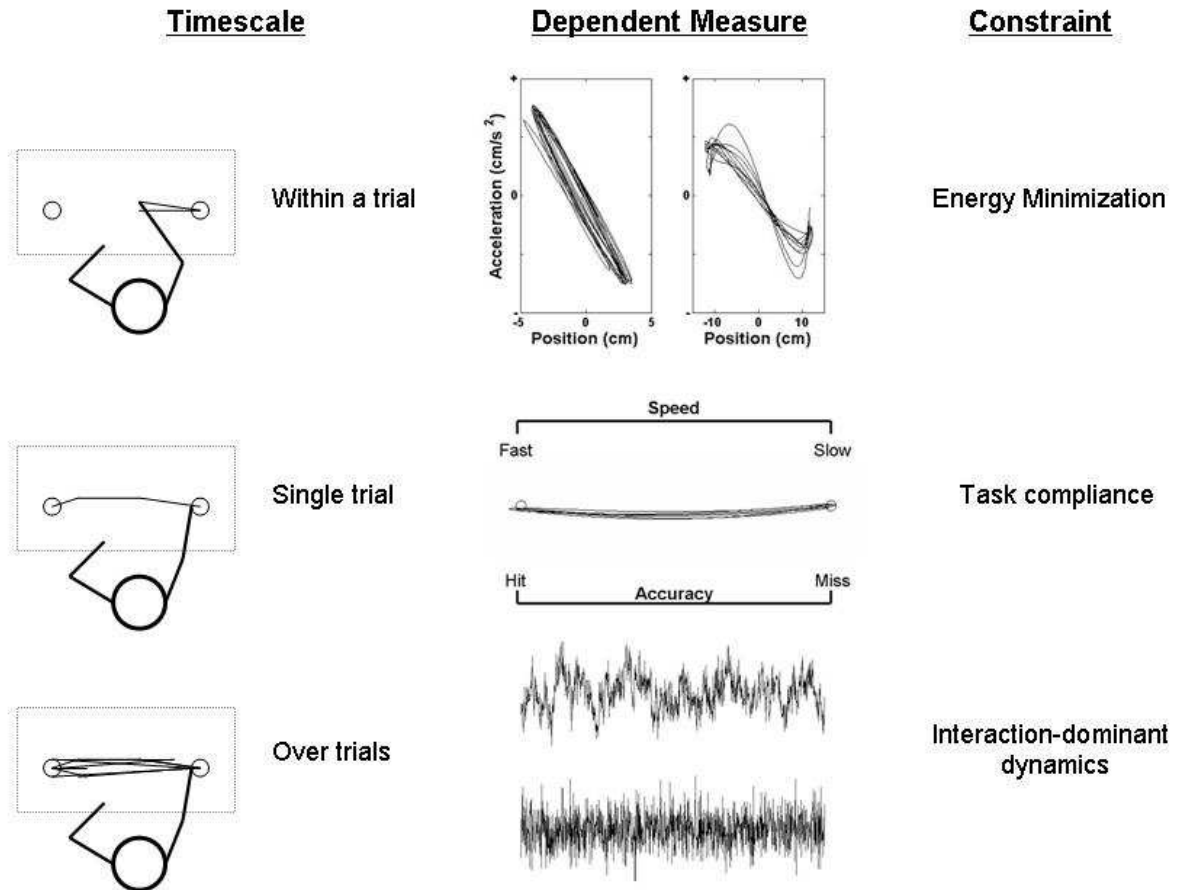 Timescale
Dependent Measure
Constraint
Within a trial
Acceleration (cm/s²)
+
0
-
-5 0 5
Position (cm)
+
0
-
-10 0 10
Position (cm)
Energy Minimization
Single trial
Speed
Fast Slow
Hit Miss
Accuracy
Task compliance
Over trials
Interaction-dominant
dynamics